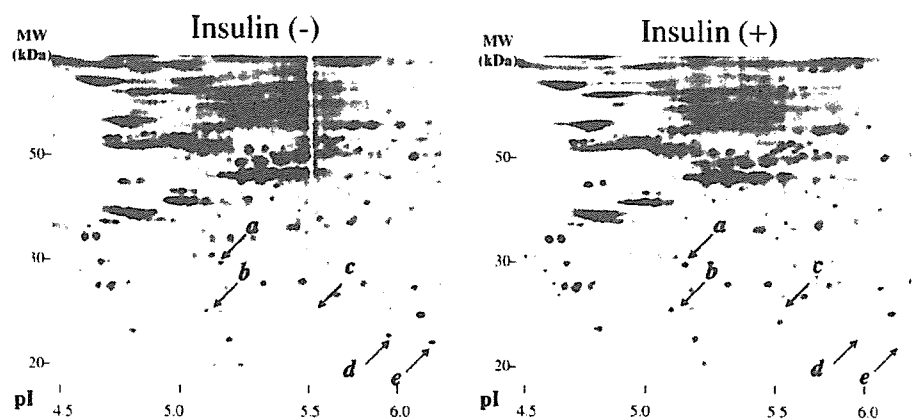 Insulin (-)
MW
(kDa)
50-
30-
20-
pI
4.5 5.0 5.5 6.0
a
b
c
d
e
Insulin (+)
MW
(kDa)
50-
30-
20-
pI
4.5 5.0 5.5 6.0
a
b
c
d
e